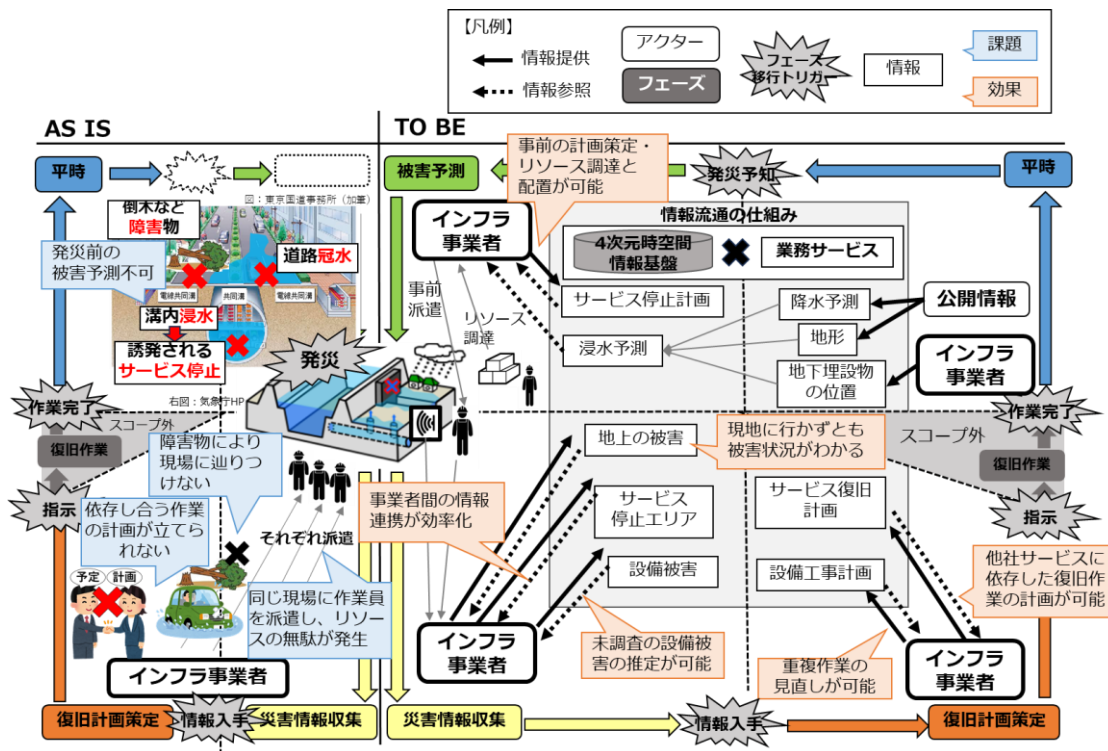 【凡例】
情報提供
情報参照
アクター
フェーズ
フェーズ
移行トリガー
情報
課題
効果
AS IS
TO BE
平時
図：東京国道事務所（加筆）
倒木など
障害物
発災前の
被害予測不可
道路冠水
電線共同溝
共同溝
電線共同溝
溝内浸水
誘発される
サービス停止
発災
右図：気象庁HP
作業完了
スコープ外
復旧作業
指示
障害物により
現場に辿りつ
けない
依存し合う作業
の計画が立てら
れない
予定
計画
それぞれ派遣
同じ現場に作業員
を派遣し、リソー
スの無駄が発生
インフラ事業者
復旧計画策定
情報入手
災害情報収集
被害予測
事前の計画策定・
リソース調達と
配置が可能
発災予知
平時
インフラ
事業者
情報流通の仕組み
4次元時空間
情報基盤
業務サービス
事前
派遣
リソース
調達
サービス停止計画
浸水予測
降水予測
地形
地下埋設物
の位置
公開情報
インフラ
事業者
作業完了
スコープ外
復旧作業
指示
地上の被害
現地に行かずとも
被害状況がわかる
事業者間の情報
連携が効率化
サービス
停止エリア
サービス復旧
計画
設備被害
設備工事計画
他社サービスに
依存した復旧作
業の計画が可能
インフラ
事業者
未調査の設備被
害の推定が可能
重複作業の
見直しが可能
インフラ
事業者
災害情報収集
情報入手
復旧計画策定